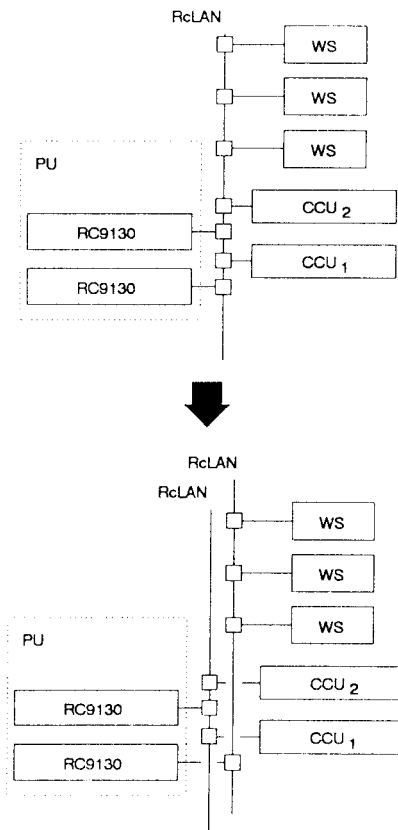 RcLAN
WS
WS
WS
PU
CCU 2
RC9130
CCU 1
RC9130
RcLAN
RcLAN
WS
WS
WS
PU
CCU 2
RC9130
CCU 1
RC9130